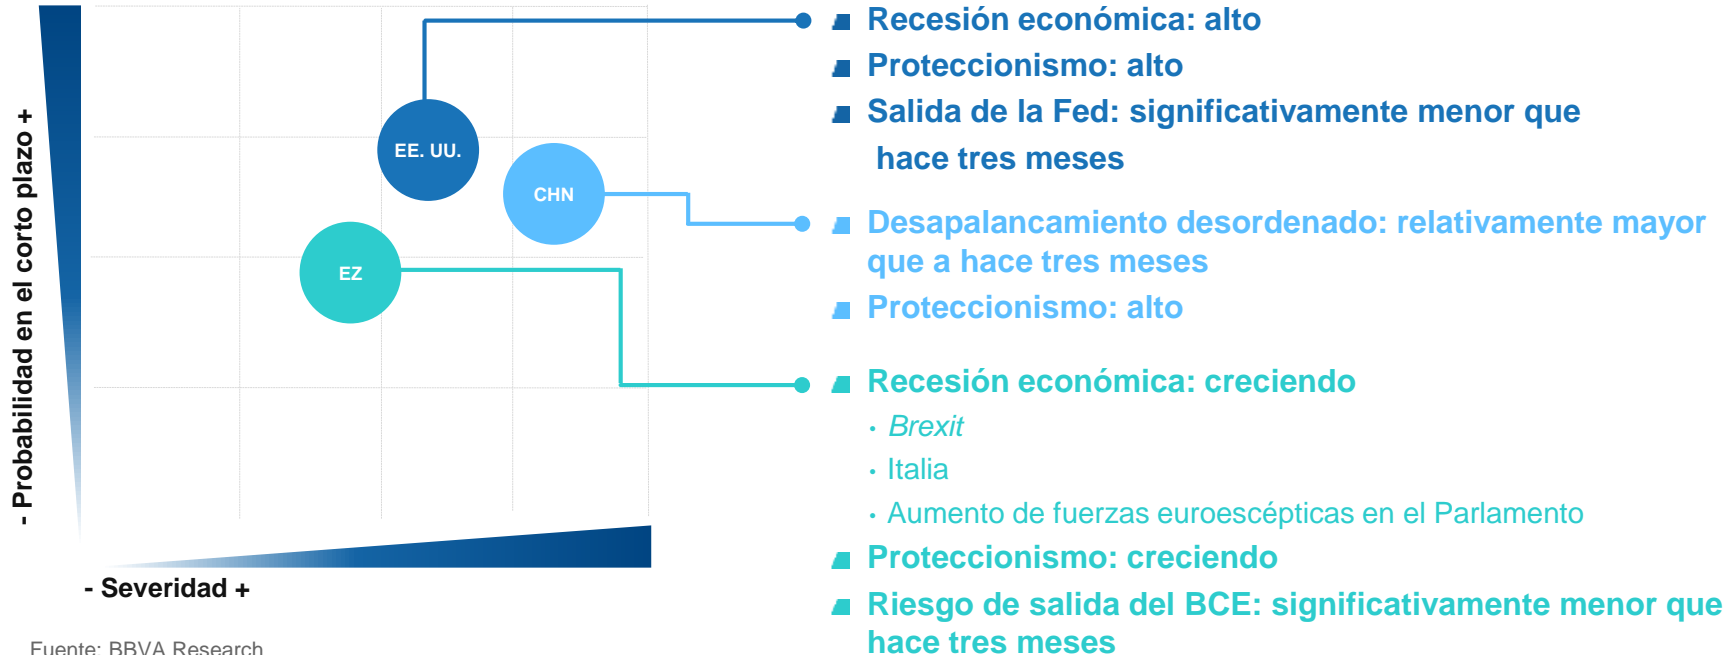 - Probabilidad en el corto plazo +
EE. UU.
CHN
EZ
- Severidad +
Fuente: BBVA Research
Recesión económica: alto
Proteccionismo: alto
Salida de la Fed: significativamente menor que
hace tres meses
Desapalancamiento desordenado: relativamente mayor
que a hace tres meses
Proteccionismo: alto
Recesión económica: creciendo
• Brexit
• Italia
• Aumento de fuerzas euroescépticas en el Parlamento
Proteccionismo: creciendo
Riesgo de salida del BCE: significativamente menor que
hace tres meses